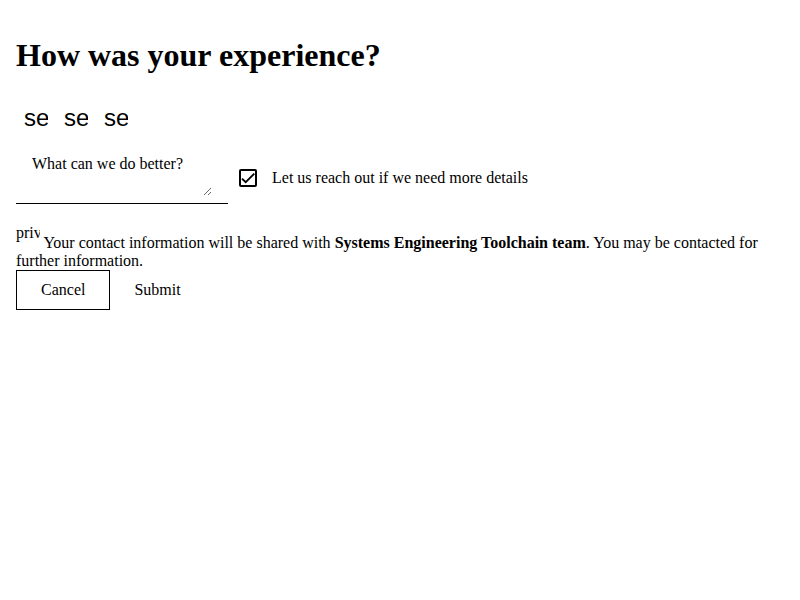 How was your experience?
se se se
What can we do better?
Let us reach out if we need more details
priv Your contact information will be shared with Systems Engineering Toolchain team. You may be contacted for
further information.
Cancel Submit